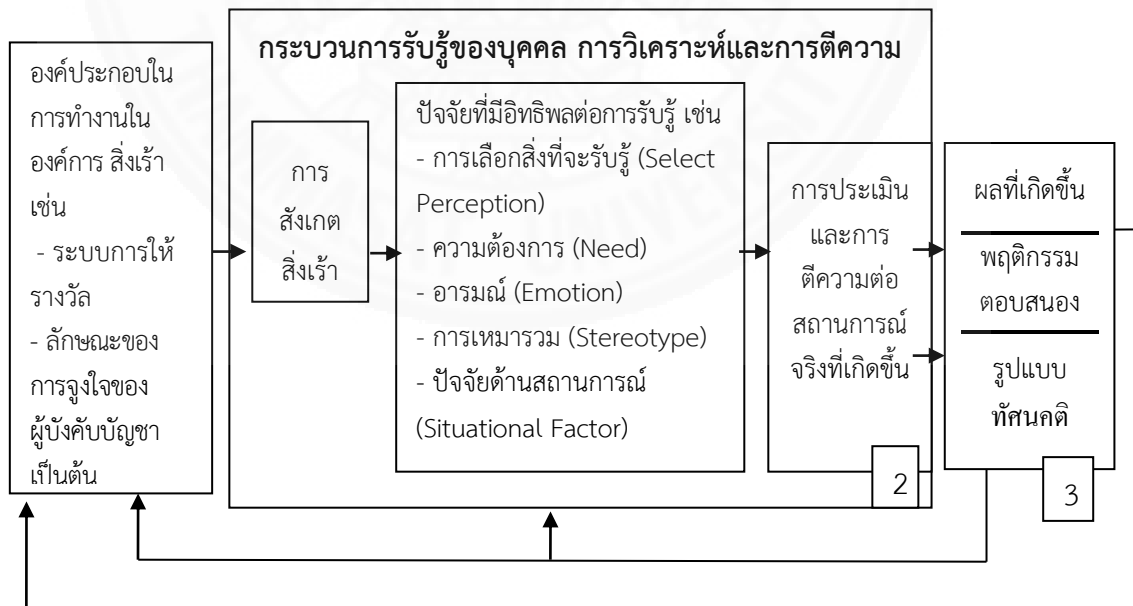 กระบวนการรับรู้ของบุคคล การวิเคราะห์และการตีความ
องค์ประกอบใน
การทำงานใน
องค์การ สิ่งเร้า
เช่น
- ระบบการให้
รางวัล
- ลักษณะของ
การจูงใจของ
ผู้บังคับบัญชา
เป็นต้น
การ
สังเกต
สิ่งเร้า
ปัจจัยที่มีอิทธิพลต่อการรับรู้ เช่น
- การเลือกสิ่งที่จะรับรู้ (Select
Perception)
- ความต้องการ (Need)
- อารมณ์ (Emotion)
- การเหมารวม (Stereotype)
- ปัจจัยด้านสถานการณ์
(Situational Factor)
การประเมิน
และการ
ตีความต่อ
สถานการณ์
จริงที่เกิดขึ้น
2
ผลที่เกิดขึ้น
พฤติกรรม
ตอบสนอง
รูปแบบ
ทัศนคติ
3